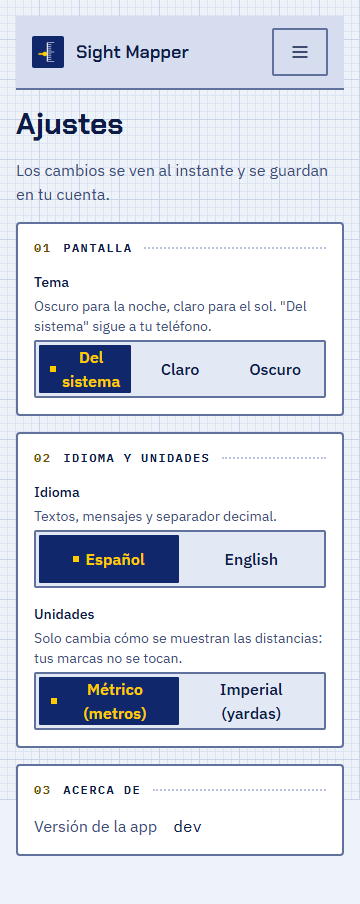 Sight Mapper
Ajustes
Los cambios se ven al instante y se guardan
en tu cuenta.
01 PANTALLA
Tema
Oscuro para la noche, claro para el sol. "Del
sistema" sigue a tu teléfono.
Del
sistema
Claro
Oscuro
02 IDIOMA Y UNIDADES
Idioma
Textos, mensajes y separador decimal.
Español
English
Unidades
Solo cambia cómo se muestran las distancias:
tus marcas no se tocan.
Métrico
(metros)
Imperial
(yardas)
03 ACERCA DE
Versión de la app dev